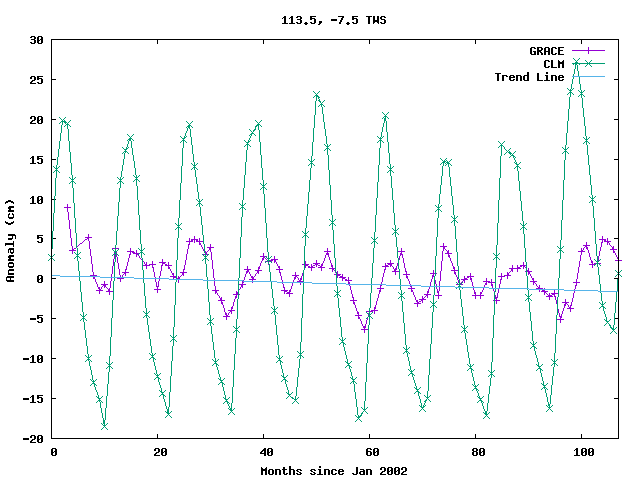 113.5, -7.5 TWS
GRACE
CLM
Trend Line
30
25
20
15
10
5
0
-5
-10
-15
-20
Anomaly (cm)
0 20 40 60 80 100
Months since Jan 2002